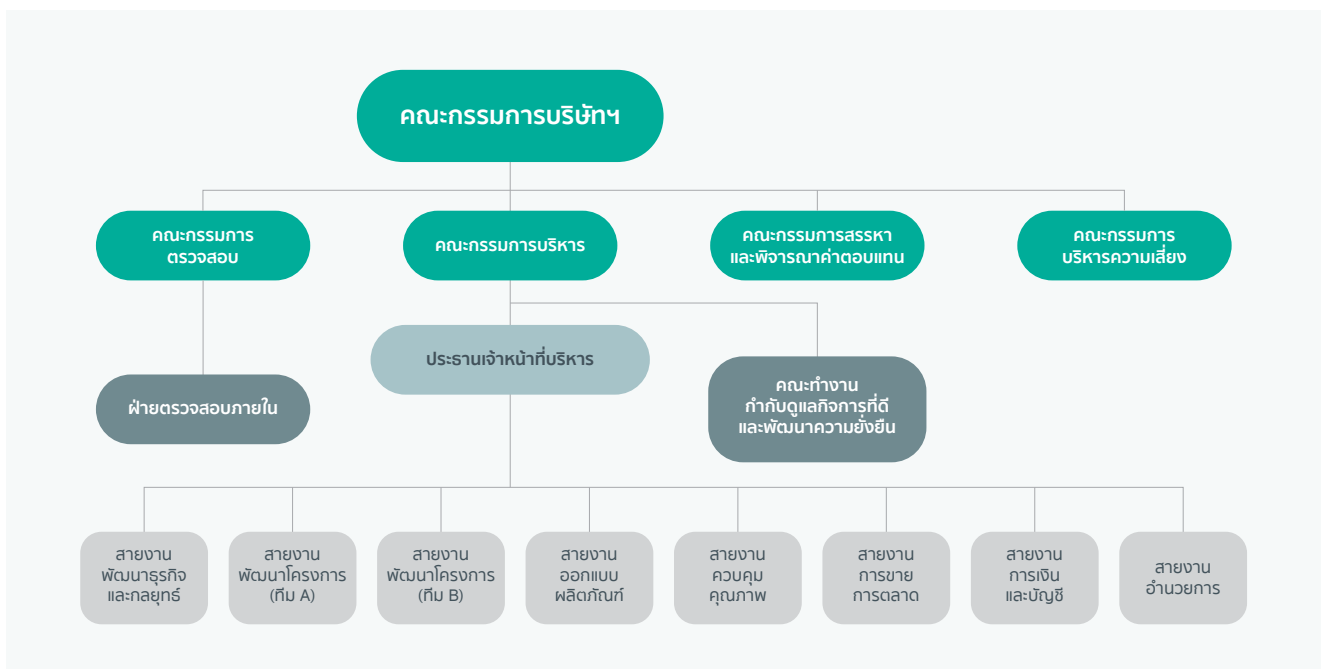 คณะกรรมการบริษัทฯ
คณะกรรมการ
ตรวจสอบ
คณะกรรมการบริหาร
คณะกรรมการสรรหา
และพิจารณาค่าตอบแทน
คณะกรรมการ
บริหารความเสี่ยง
ประธานเจ้าหน้าที่บริหาร
ฝ่ายตรวจสอบภายใน
คณะทำงาน
กำกับดูแลกิจการที่ดี
และพัฒนาความยั่งยืน
สายงาน
พัฒนาธุรกิจ
และกลยุทธ์
สายงาน
พัฒนาโครงการ
(ทีม A)
สายงาน
พัฒนาโครงการ
(ทีม B)
สายงาน
ออกแบบ
ผลิตภัณฑ์
สายงาน
ควบคุม
คุณภาพ
สายงาน
การขาย
การตลาด
สายงาน
การเงิน
และบัญชี
สายงาน
อำนวยการ